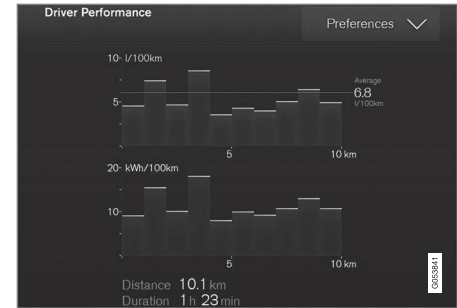 Driver Performance
Preferences
10 l/100km
Average
6.8
l/100km
5
5 10 km
20 kWh/100km
10
5 10 km
Distance 10.1 km
Duration 1 h 23 min
G053841